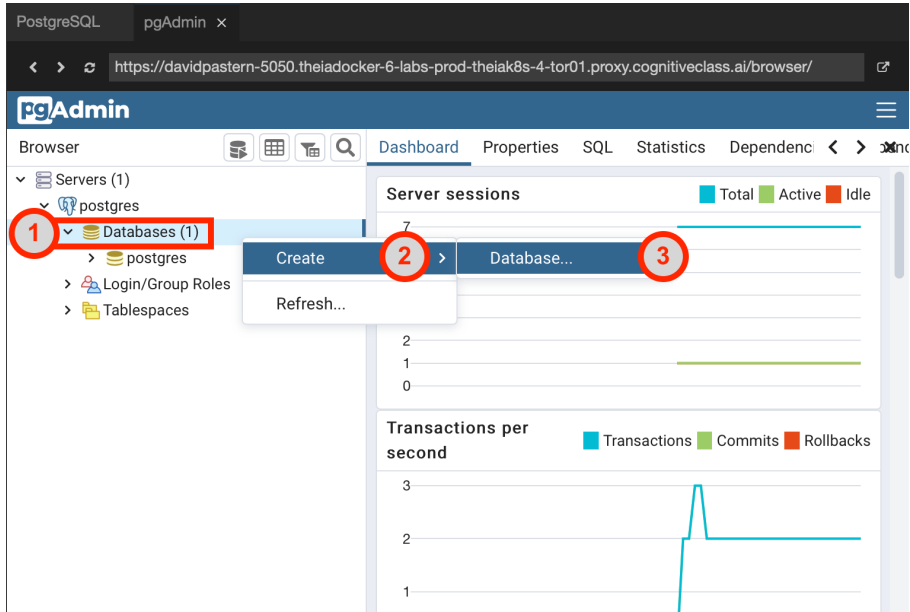 PostgreSQL pgAdmin ×
https://davidpastern-5050.theiadocker-6-labs-prod-theiak8s-4-tor01.proxy.cognitiveclass.ai/browser/
pgAdmin
Browser
Dashboard Properties SQL Statistics Dependenci
Servers (1)
postgres
1 Databases (1)
postgres
Login/Group Roles
Tablespaces
Create 2 Database... 3
Refresh...
Server sessions Total Active Idle
7
2
1
0
Transactions per
second
Transactions Commits Rollbacks
3
2
1